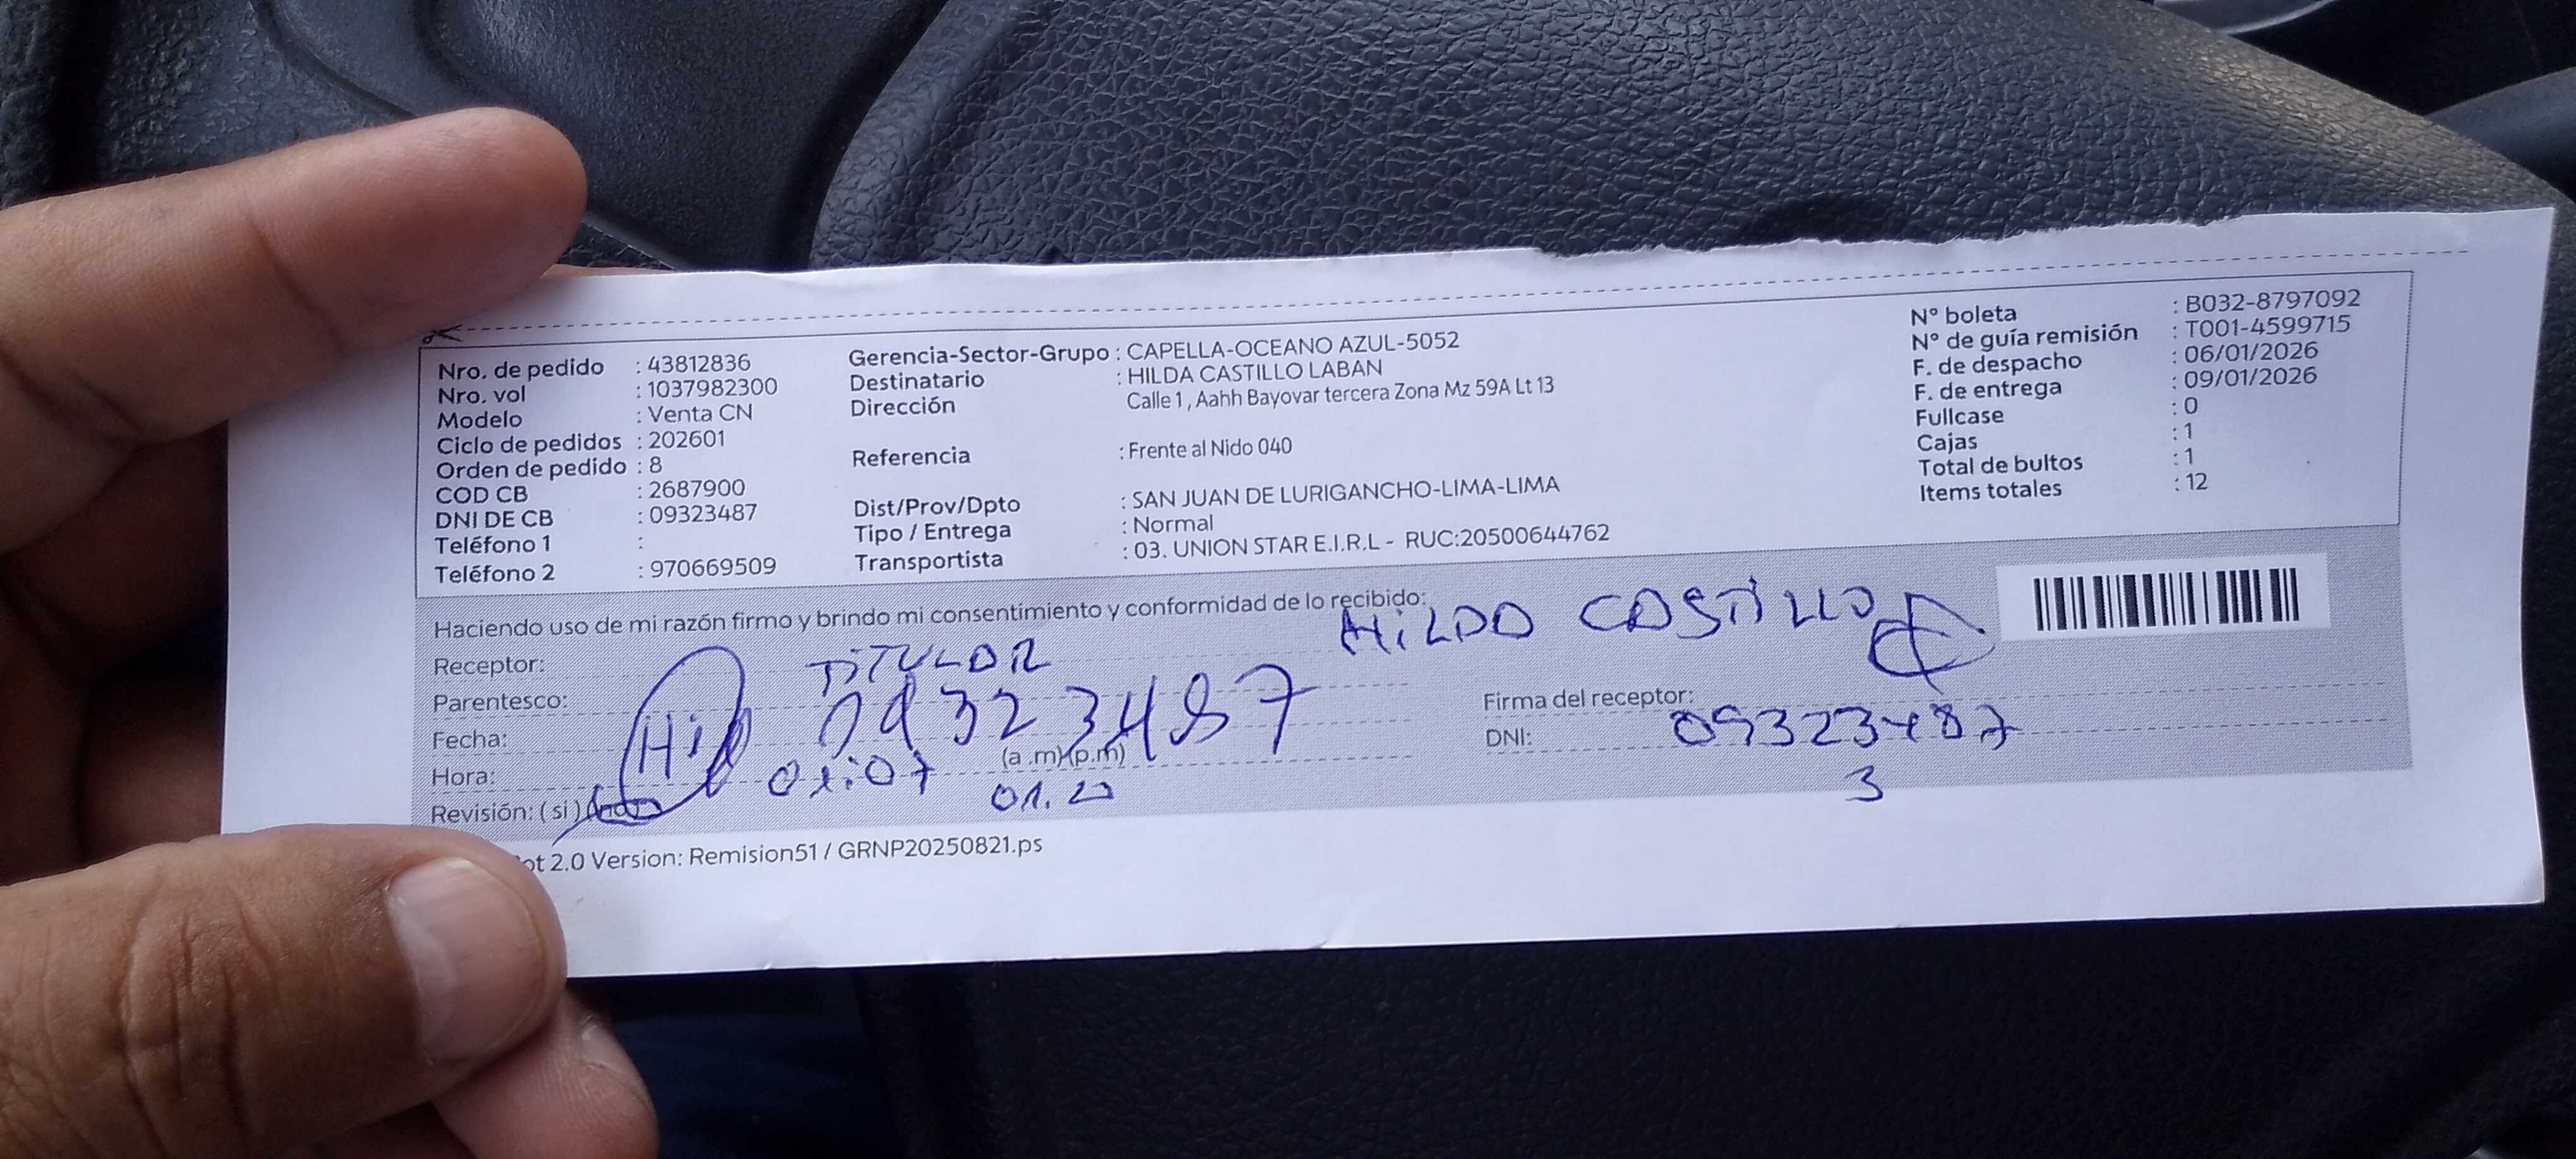 Nro. de pedido : 43812836
Nro. vol : 1037982300
Modelo : Venta CN
Ciclo de pedidos : 202601
Orden de pedido : 8
COD CB : 2687900
DNI DE CB : 09323487
Teléfono 1 :
Teléfono 2 : 970669509
Gerencia-Sector-Grupo : CAPELLA-OCEANO AZUL-5052
Destinatario : HILDA CASTILLO LABAN
Dirección Calle 1 , Aahh Bayovar tercera Zona Mz 59A Lt 13
Referencia : Frente al Nido 040
Dist/Prov/Dpto : SAN JUAN DE LURIGANCHO-LIMA-LIMA
Tipo / Entrega : Normal
Transportista : 03. UNION STAR E.I.R.L - RUC:20500644762
N° boleta : B032-8797092
N° de guía remisión : T001-4599715
F. de despacho : 06/01/2026
F. de entrega : 09/01/2026
Fullcase : 0
Cajas : 1
Total de bultos : 1
Items totales : 12
Haciendo uso de mi razón firmo y brindo mi consentimiento y conformidad de lo recibido:
HILDA CASTILLO
Receptor: TITULAR
Parentesco: 09323487
Fecha: Hil
Hora: (a.m)(p.m)
01.20
Revisión: ( si )
Firma del receptor:
DNI: 09323487
3
ot 2.0 Version: Remision51 / GRNP20250821.ps